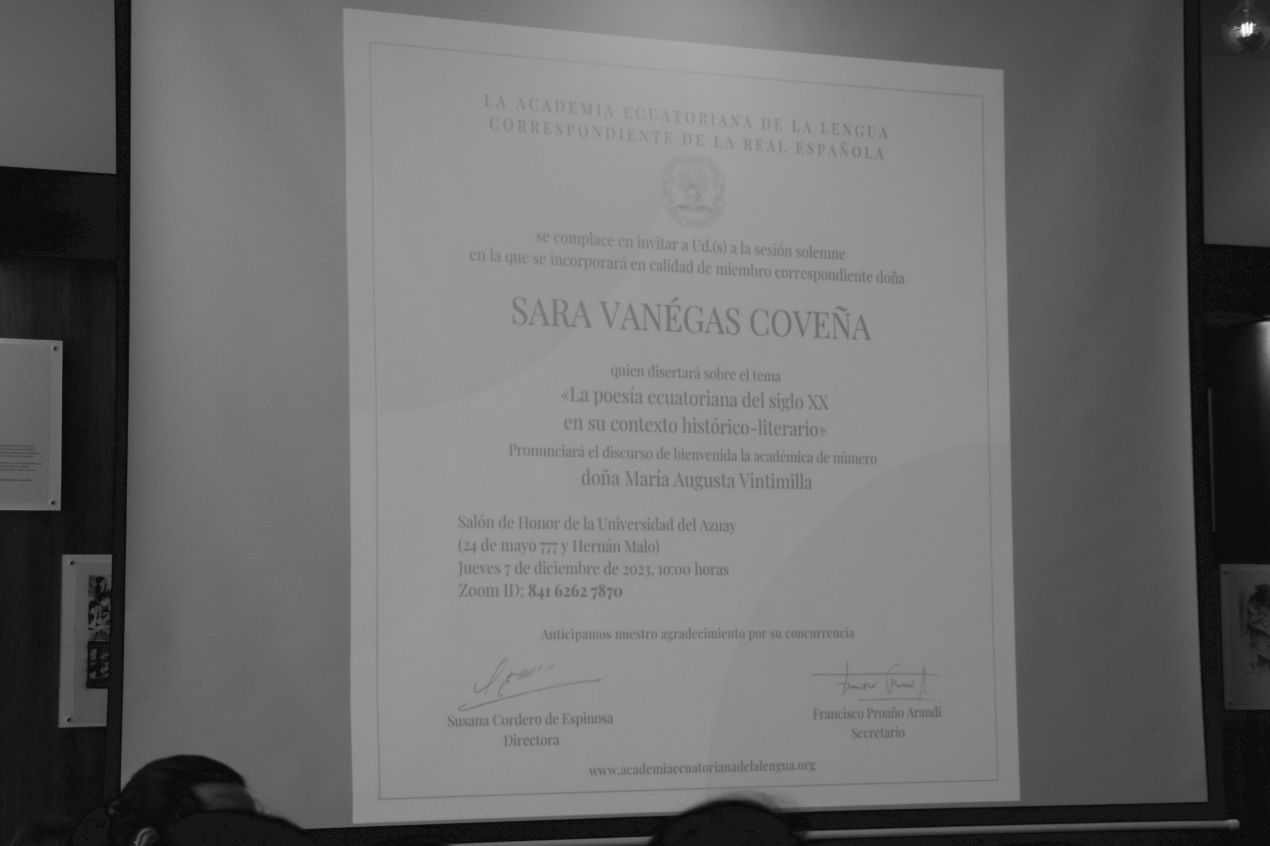 LA ACADEMIA ECUATORIANA DE LA LENGUA
CORRESPONDIENTE DE LA REAL ESPAÑOLA
se complace en invitar a Ud.(s) a la sesión solemne
en la que se incorporará en calidad de miembro correspondiente doña
SARA VANÉGAS COVEÑA
quien disertará sobre el tema
«La poesía ecuatoriana del siglo XX
en su contexto histórico-literario»
Pronunciará el discurso de bienvenida la académica de número
doña María Augusta Vintimilla
Salón de Honor de la Universidad del Azuay
(24 de mayo 777 y Hernán Malo)
Jueves 7 de diciembre de 2023, 10:00 horas
Zoom ID: 841 6262 7870
Anticipamos nuestro agradecimiento por su concurrencia
Susana Cordero de Espinosa
Directora
Francisco Proaño Arandi
Secretario
www.academiaecuatorianadelalengua.org